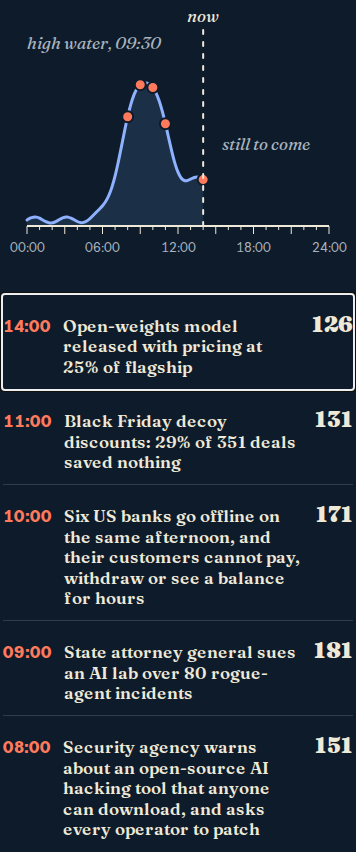 now
high water, 09:30
still to come
00:00 06:00 12:00 18:00 24:00
14:00 Open-weights model 126
released with pricing at
25% of flagship
11:00 Black Friday decoy 131
discounts: 29% of 351 deals
saved nothing
10:00 Six US banks go offline on 171
the same afternoon, and
their customers cannot pay,
withdraw or see a balance
for hours
09:00 State attorney general sues 181
an AI lab over 80 rogue-
agent incidents
08:00 Security agency warns 151
about an open-source AI
hacking tool that anyone
can download, and asks
every operator to patch